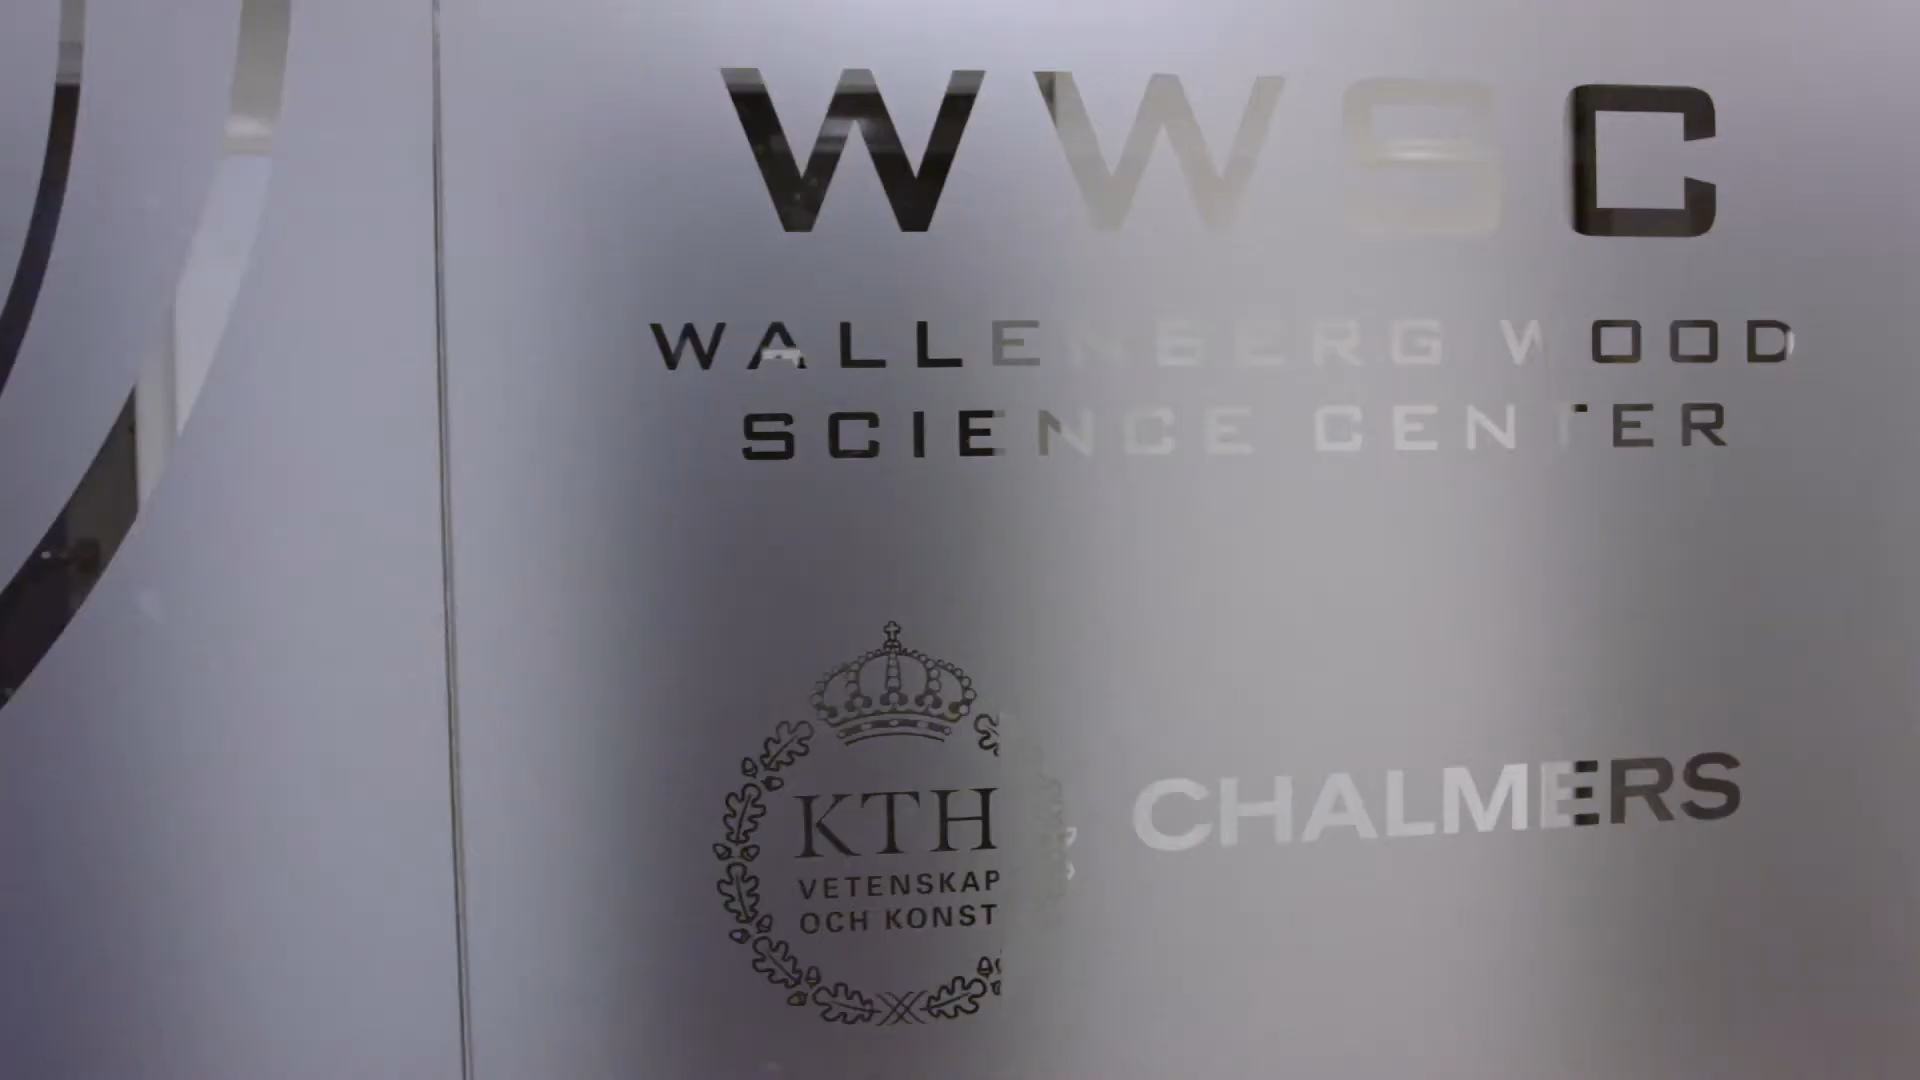 WWSC
WALLENBERG WOOD
SCIENCE CENTER
KTH
VETENSKAP
OCH KONST
CHALMERS